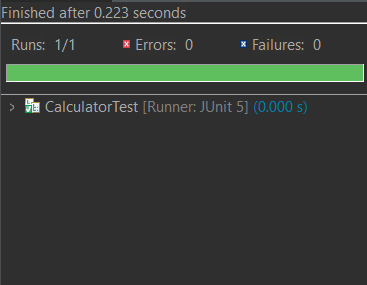 Finished after 0.223 seconds
Runs: 1/1 Errors: 0 Failures: 0
CalculatorTest [Runner: JUnit 5] (0.000 s)